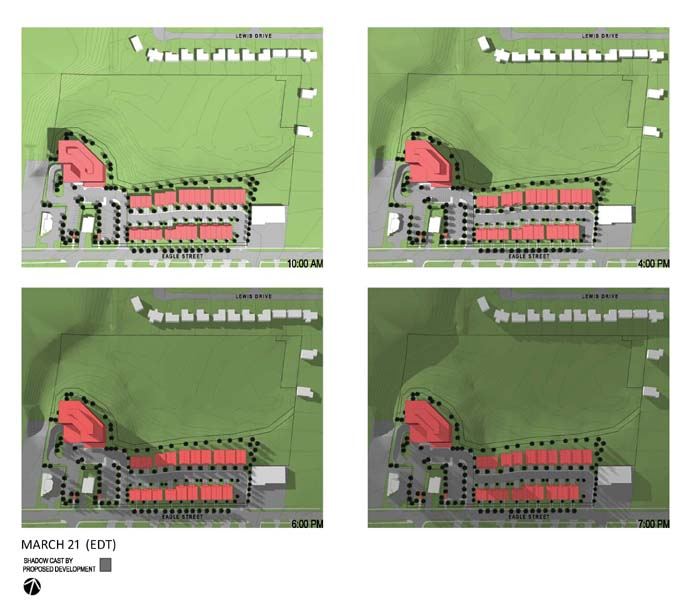 LEWIS DRIVE
EAGLE STREET
10:00 AM
LEWIS DRIVE
EAGLE STREET
4:00 PM
LEWIS DRIVE
EAGLE STREET
6:00 PM
LEWIS DRIVE
EAGLE STREET
7:00 PM
MARCH 21 (EDT)
SHADOW CAST BY
PROPOSED DEVELOPMENT